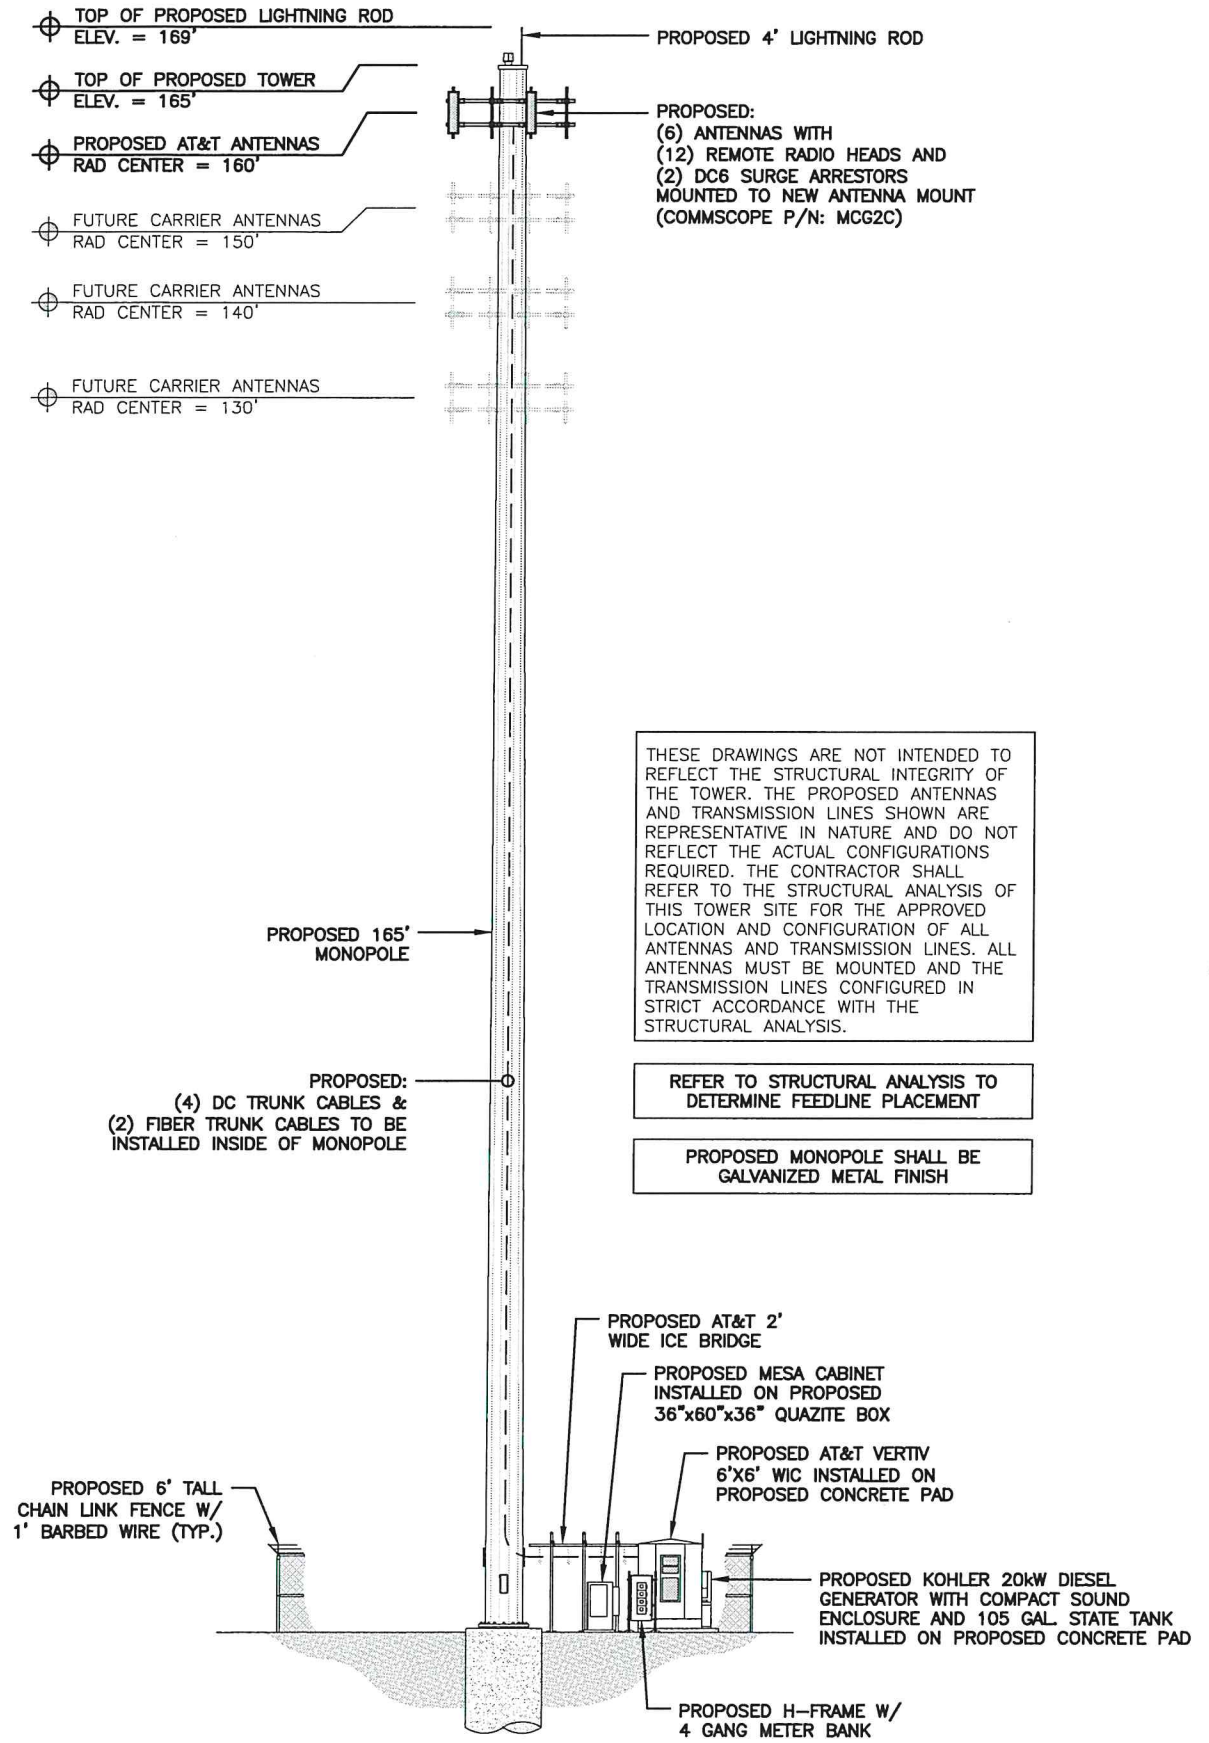 TOP OF PROPOSED LIGHTNING ROD
ELEV. = 169'
PROPOSED 4' LIGHTNING ROD
TOP OF PROPOSED TOWER
ELEV. = 165'
PROPOSED AT&T ANTENNAS
RAD CENTER = 160'
PROPOSED:
(6) ANTENNAS WITH
(12) REMOTE RADIO HEADS AND
(2) DC6 SURGE ARRESTORS
MOUNTED TO NEW ANTENNA MOUNT
(COMMSCOPE P/N: MCG2C)
FUTURE CARRIER ANTENNAS
RAD CENTER = 150'
FUTURE CARRIER ANTENNAS
RAD CENTER = 140'
FUTURE CARRIER ANTENNAS
RAD CENTER = 130'
THESE DRAWINGS ARE NOT INTENDED TO
REFLECT THE STRUCTURAL INTEGRITY OF
THE TOWER. THE PROPOSED ANTENNAS
AND TRANSMISSION LINES SHOWN ARE
REPRESENTATIVE IN NATURE AND DO NOT
REFLECT THE ACTUAL CONFIGURATIONS
REQUIRED. THE CONTRACTOR SHALL
REFER TO THE STRUCTURAL ANALYSIS OF
THIS TOWER SITE FOR THE APPROVED
LOCATION AND CONFIGURATION OF ALL
ANTENNAS AND TRANSMISSION LINES. ALL
ANTENNAS MUST BE MOUNTED AND THE
TRANSMISSION LINES CONFIGURED IN
STRICT ACCORDANCE WITH THE
STRUCTURAL ANALYSIS.
PROPOSED 165'
MONOPOLE
REFER TO STRUCTURAL ANALYSIS TO
DETERMINE FEEDLINE PLACEMENT
PROPOSED:
(4) DC TRUNK CABLES &
(2) FIBER TRUNK CABLES TO BE
INSTALLED INSIDE OF MONOPOLE
PROPOSED MONOPOLE SHALL BE
GALVANIZED METAL FINISH
PROPOSED AT&T 2'
WIDE ICE BRIDGE
PROPOSED MESA CABINET
INSTALLED ON PROPOSED
36"x60"x36" QUAZITE BOX
PROPOSED AT&T VERTIV
6'X6' WIC INSTALLED ON
PROPOSED CONCRETE PAD
PROPOSED 6' TALL
CHAIN LINK FENCE W/
1' BARBED WIRE (TYP.)
PROPOSED KOHLER 20kW DIESEL
GENERATOR WITH COMPACT SOUND
ENCLOSURE AND 105 GAL. STATE TANK
INSTALLED ON PROPOSED CONCRETE PAD
PROPOSED H-FRAME W/
4 GANG METER BANK